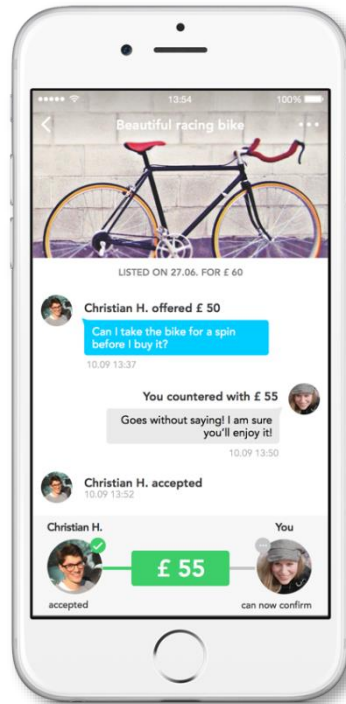 13:54
100%
Beautiful racing bike
LISTED ON 27.06. FOR £ 60
Christian H. offered £ 50
Can I take the bike for a spin
before I buy it?
10.09 13:37
You countered with £ 55
Goes without saying! I am sure
you'll enjoy it!
10.09 13:50
Christian H. accepted
10.09 13:52
Christian H.
You
£ 55
accepted
can now confirm